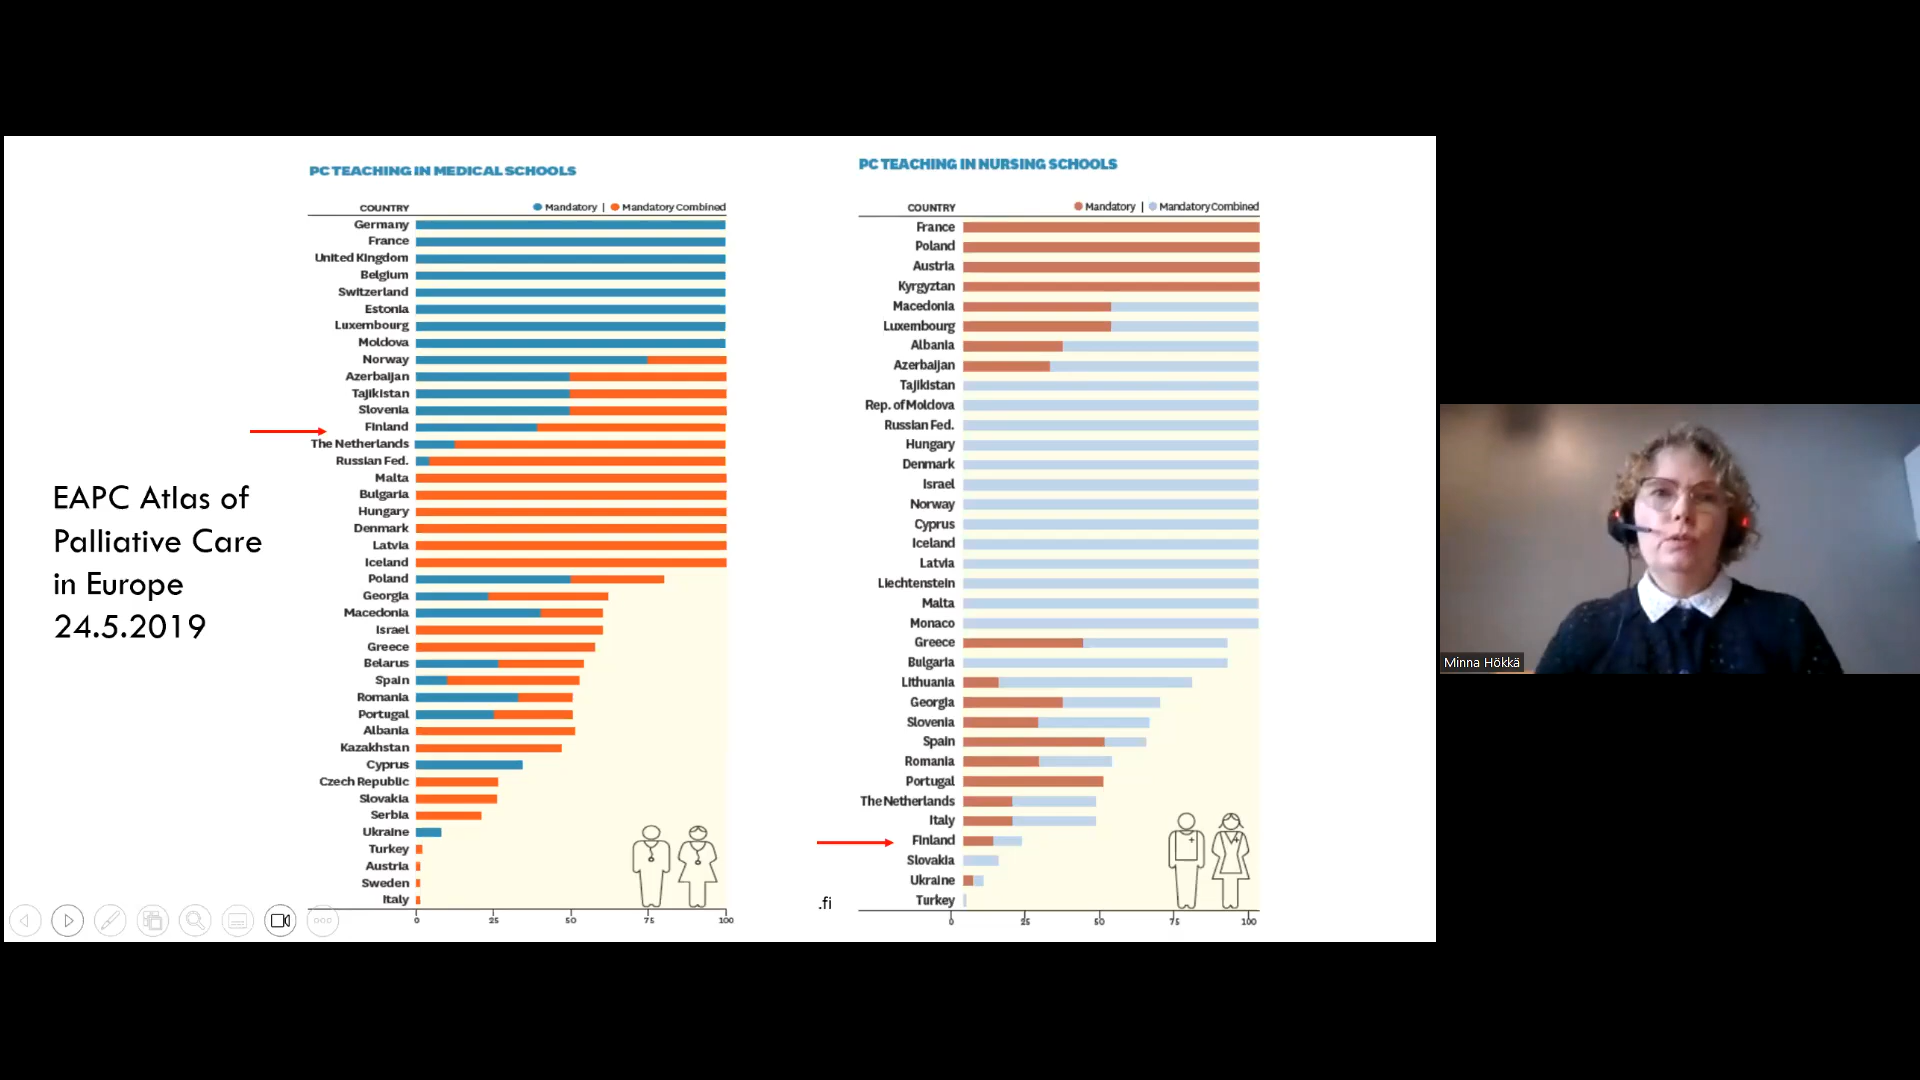 EAPC Atlas of
Palliative Care
in Europe
24.5.2019
PC TEACHING IN MEDICAL SCHOOLS
COUNTRY
Mandatory | Mandatory Combined
Germany
France
United Kingdom
Belgium
Switzerland
Estonia
Luxembourg
Moldova
Norway
Azerbaijan
Tajikistan
Slovenia
Finland
The Netherlands
Russian Fed.
Malta
Bulgaria
Hungary
Denmark
Latvia
Iceland
Poland
Georgia
Macedonia
Israel
Greece
Belarus
Spain
Romania
Portugal
Albania
Kazakhstan
Cyprus
Czech Republic
Slovakia
Serbia
Ukraine
Turkey
Austria
Sweden
Italy
0 25 50 75 100
PC TEACHING IN NURSING SCHOOLS
COUNTRY
Mandatory | Mandatory Combined
France
Poland
Austria
Kyrgyztan
Macedonia
Luxembourg
Albania
Azerbaijan
Tajikistan
Rep. of Moldova
Russian Fed.
Hungary
Denmark
Israel
Norway
Cyprus
Iceland
Latvia
Liechtenstein
Malta
Monaco
Greece
Bulgaria
Lithuania
Georgia
Slovenia
Spain
Romania
Portugal
The Netherlands
Italy
Finland
Slovakia
Ukraine
Turkey
0 25 50 75 100
.fi
Minna Hökkä